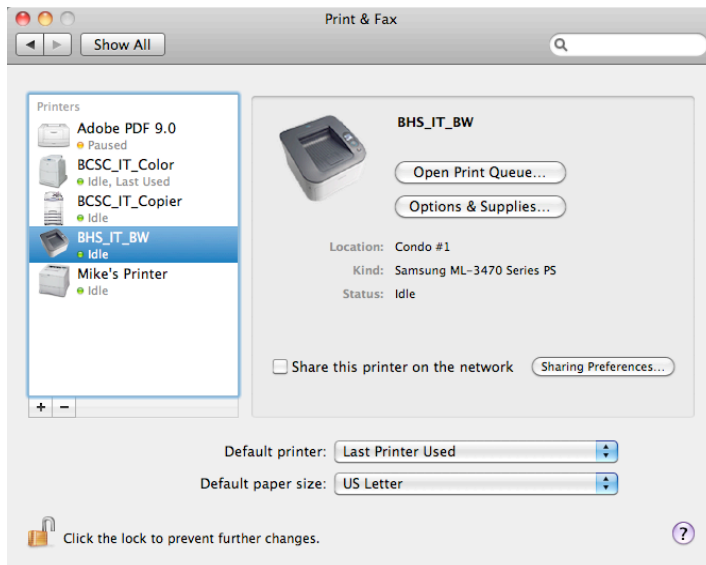 Print & Fax
Show All
Printers
Adobe PDF 9.0
Paused
BCSC_IT_Color
Idle, Last Used
BCSC_IT_Copier
Idle
BHS_IT_BW
Idle
Mike's Printer
Idle
+ −
BHS_IT_BW
Open Print Queue...
Options & Supplies...
Location: Condo #1
Kind: Samsung ML-3470 Series PS
Status: Idle
Share this printer on the network Sharing Preferences...
Default printer: Last Printer Used
Default paper size: US Letter
Click the lock to prevent further changes. ?